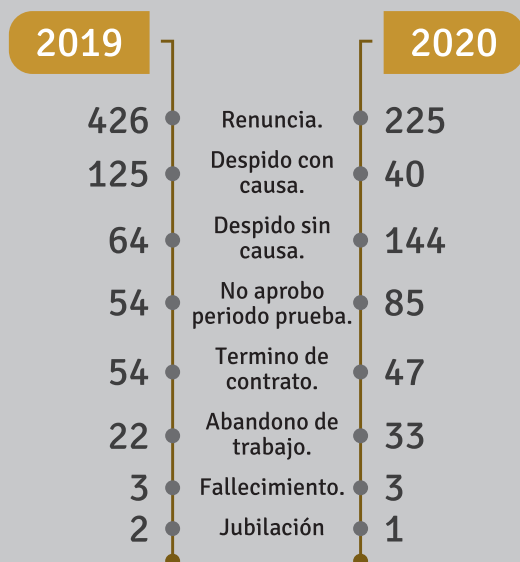 2019 2020
426 Renuncia. 225
125 Despido con causa. 40
64 Despido sin causa. 144
54 No aprobo periodo prueba. 85
54 Termino de contrato. 47
22 Abandono de trabajo. 33
3 Fallecimiento. 3
2 Jubilación 1